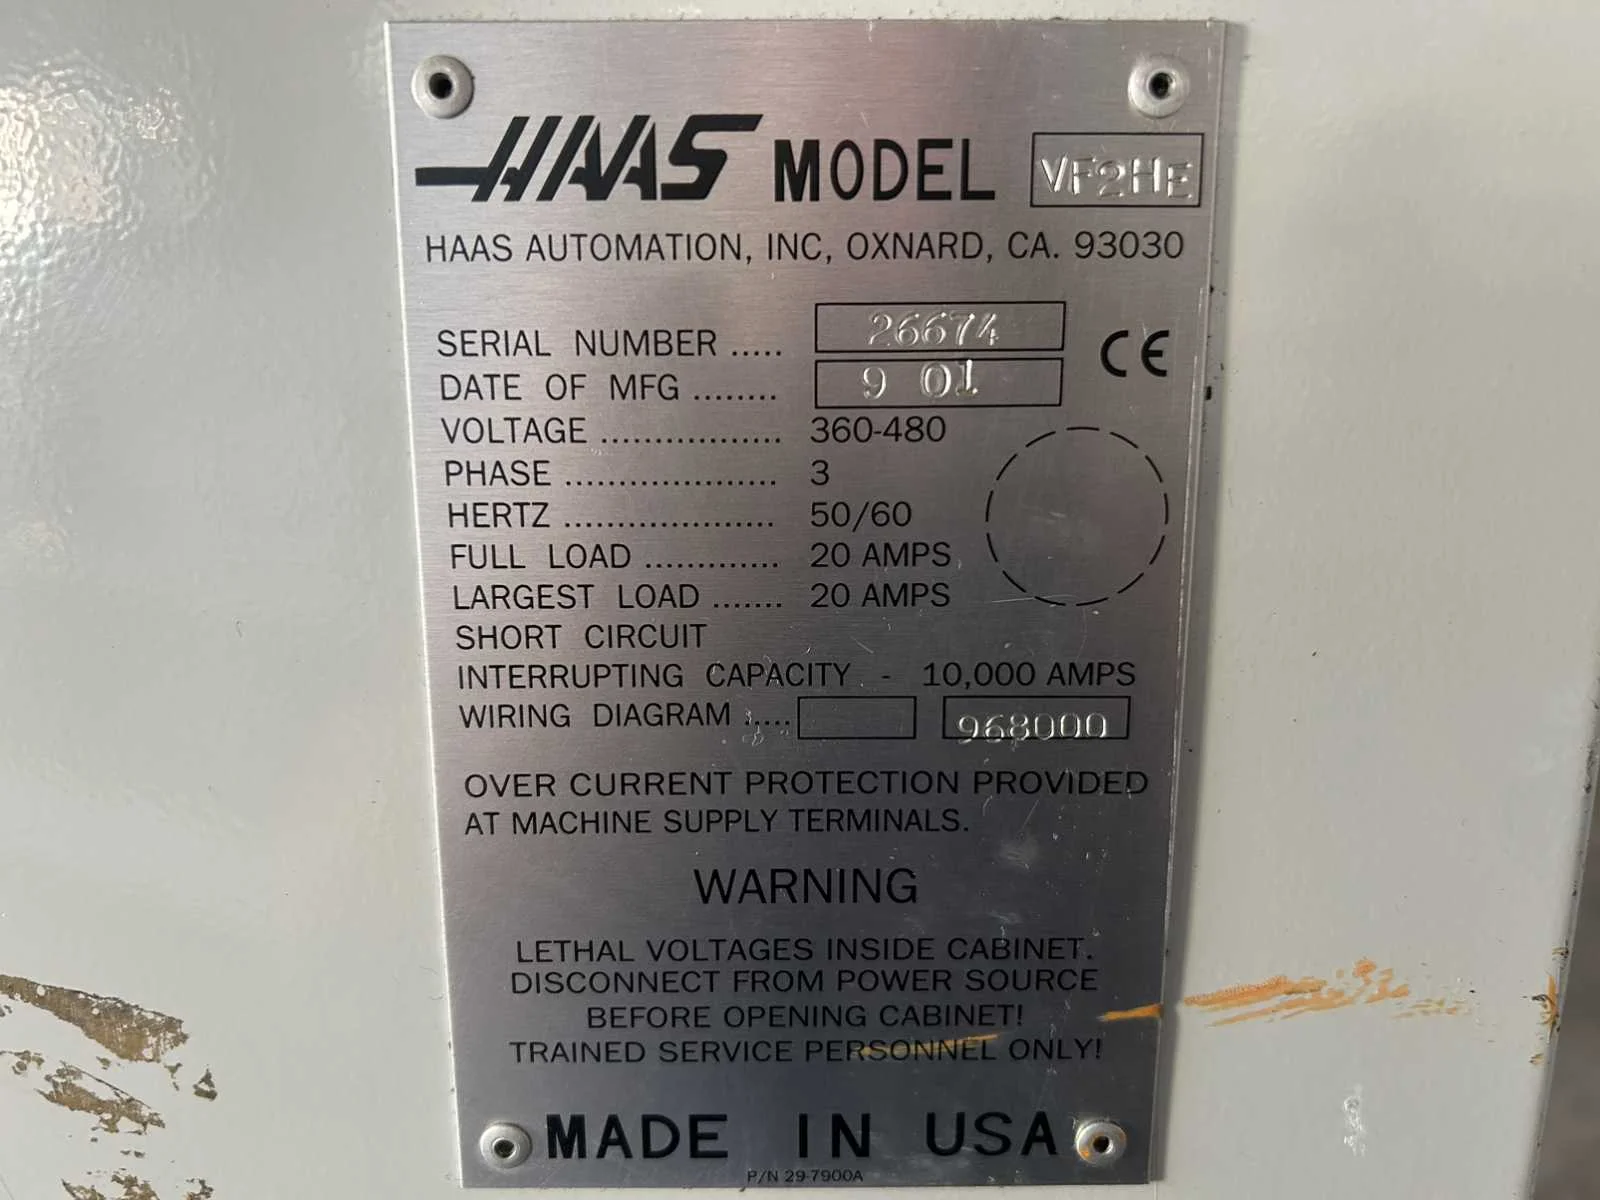 HAAS MODEL VF2HE
HAAS AUTOMATION, INC, OXNARD, CA. 93030
SERIAL NUMBER ..... 26674
CE
DATE OF MFG ........ 9 01
VOLTAGE ................. 360-480
PHASE .................... 3
HERTZ .................... 50/60
FULL LOAD ............. 20 AMPS
LARGEST LOAD ....... 20 AMPS
SHORT CIRCUIT
INTERRUPTING CAPACITY - 10,000 AMPS
WIRING DIAGRAM ..... 968000
OVER CURRENT PROTECTION PROVIDED
AT MACHINE SUPPLY TERMINALS.
WARNING
LETHAL VOLTAGES INSIDE CABINET.
DISCONNECT FROM POWER SOURCE
BEFORE OPENING CABINET!
TRAINED SERVICE PERSONNEL ONLY!
MADE IN USA
P/N 29-7900A